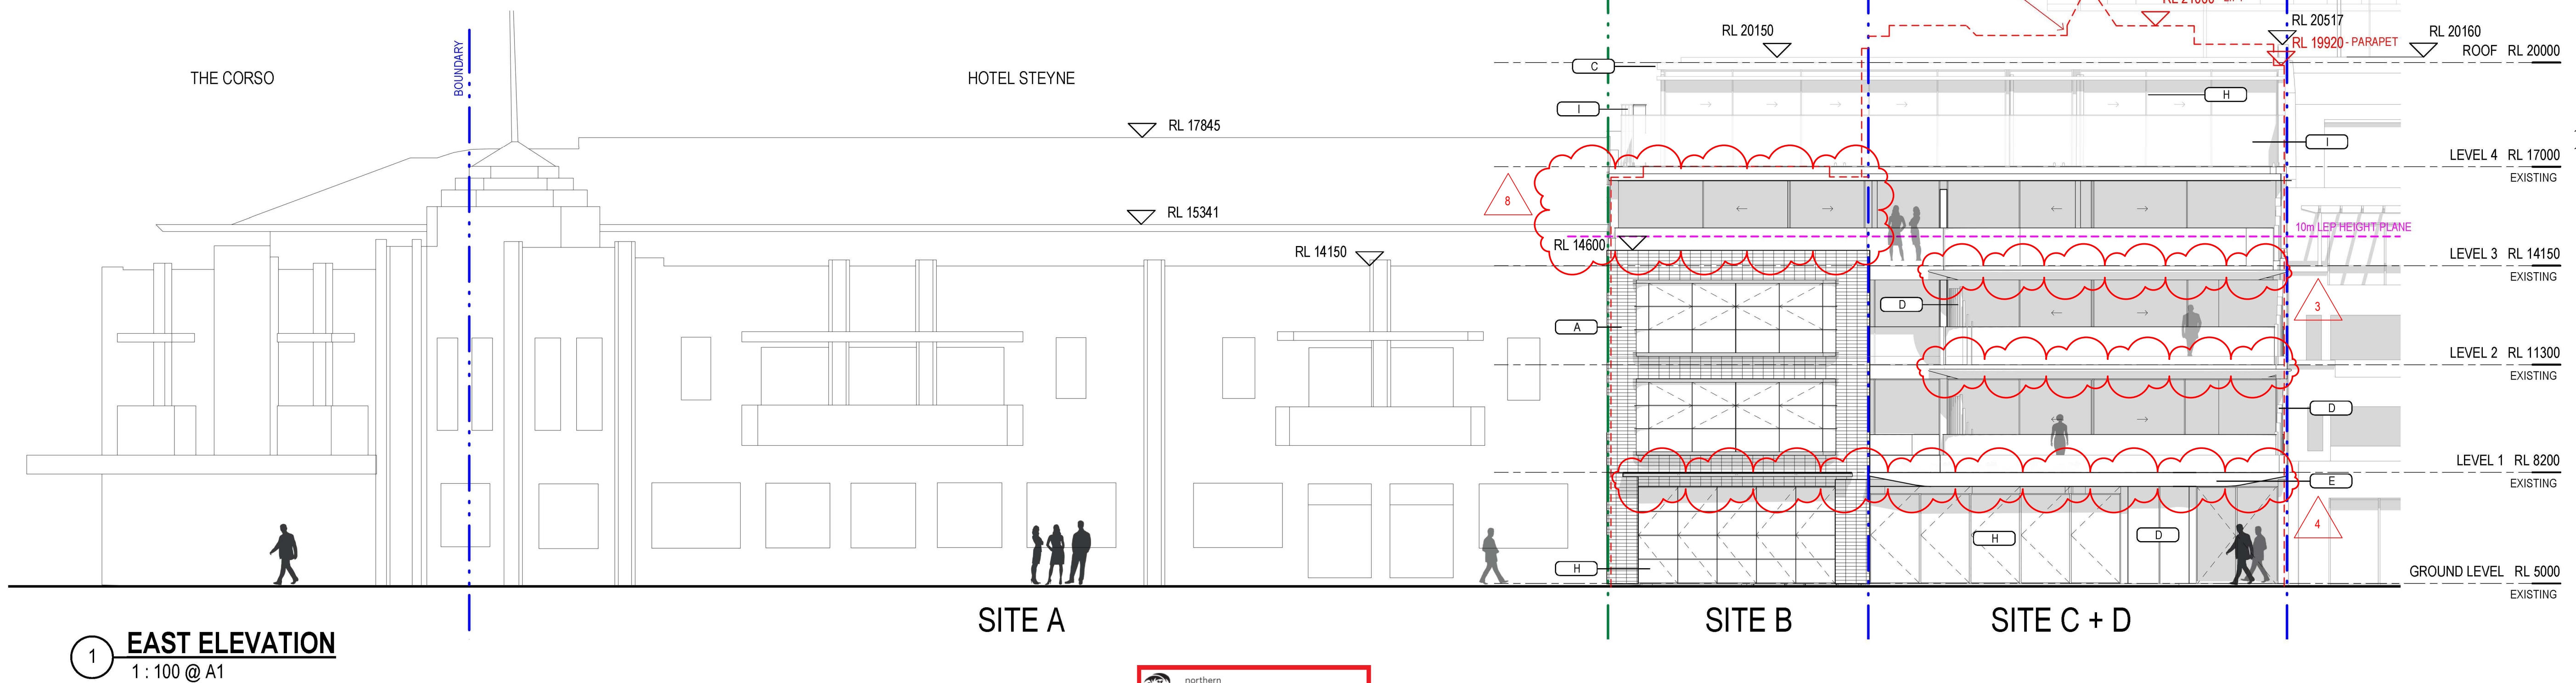 RL 20517
RL 20150
RL 20160
RL 19920 - PARAPET
ROOF RL 20000
C
THE CORSO
BOUNDARY
HOTEL STEYNE
H
I
RL 17845
I
LEVEL 4 RL 17000
EXISTING
8
RL 15341
10m LEP HEIGHT PLANE
RL 14600
RL 14150
LEVEL 3 RL 14150
EXISTING
D
3
A
LEVEL 2 RL 11300
EXISTING
D
LEVEL 1 RL 8200
E
EXISTING
4
D
H
H
GROUND LEVEL RL 5000
EXISTING
SITE A
SITE B
SITE C + D
1
EAST ELEVATION
1 : 100 @ A1
northern